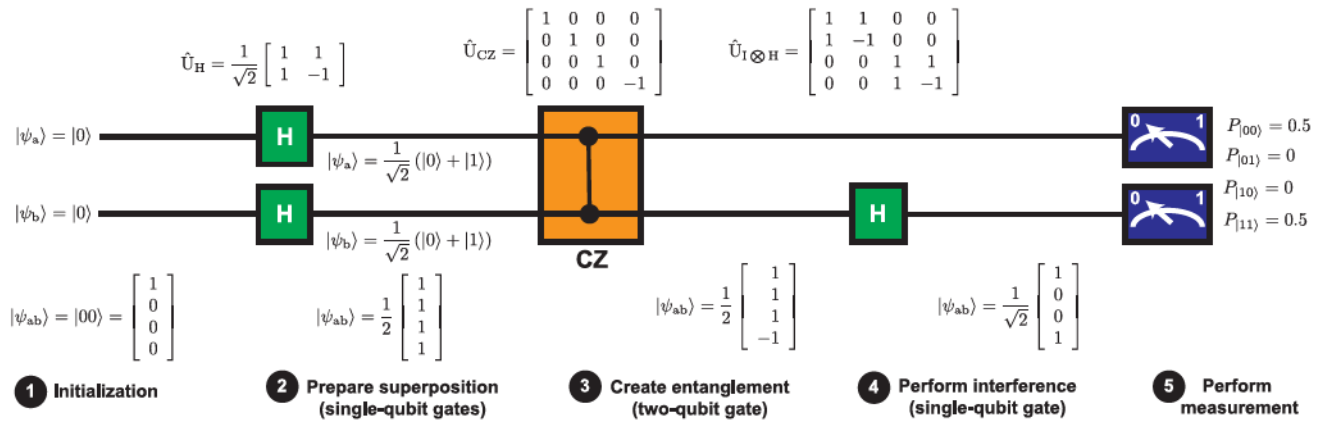 Û_H = 1/√2 [ 1 1 ; 1 −1 ]
Û_CZ = [ 1 0 0 0 ; 0 1 0 0 ; 0 0 1 0 ; 0 0 0 −1 ]
Û_I⊗H = [ 1 1 0 0 ; 1 −1 0 0 ; 0 0 1 1 ; 0 0 1 −1 ]
|ψ_a⟩ = |0⟩
H
|ψ_a⟩ = 1/√2 (|0⟩ + |1⟩)
0 1
P_|00⟩ = 0.5
P_|01⟩ = 0
|ψ_b⟩ = |0⟩
H
|ψ_b⟩ = 1/√2 (|0⟩ + |1⟩)
CZ
H
0 1
P_|10⟩ = 0
P_|11⟩ = 0.5
|ψ_ab⟩ = |00⟩ = [ 1 ; 0 ; 0 ; 0 ]
|ψ_ab⟩ = 1/2 [ 1 ; 1 ; 1 ; 1 ]
|ψ_ab⟩ = 1/2 [ 1 ; 1 ; 1 ; −1 ]
|ψ_ab⟩ = 1/√2 [ 1 ; 0 ; 0 ; 1 ]
1 Initialization
2 Prepare superposition
(single-qubit gates)
3 Create entanglement
(two-qubit gate)
4 Perform interference
(single-qubit gate)
5 Perform
measurement